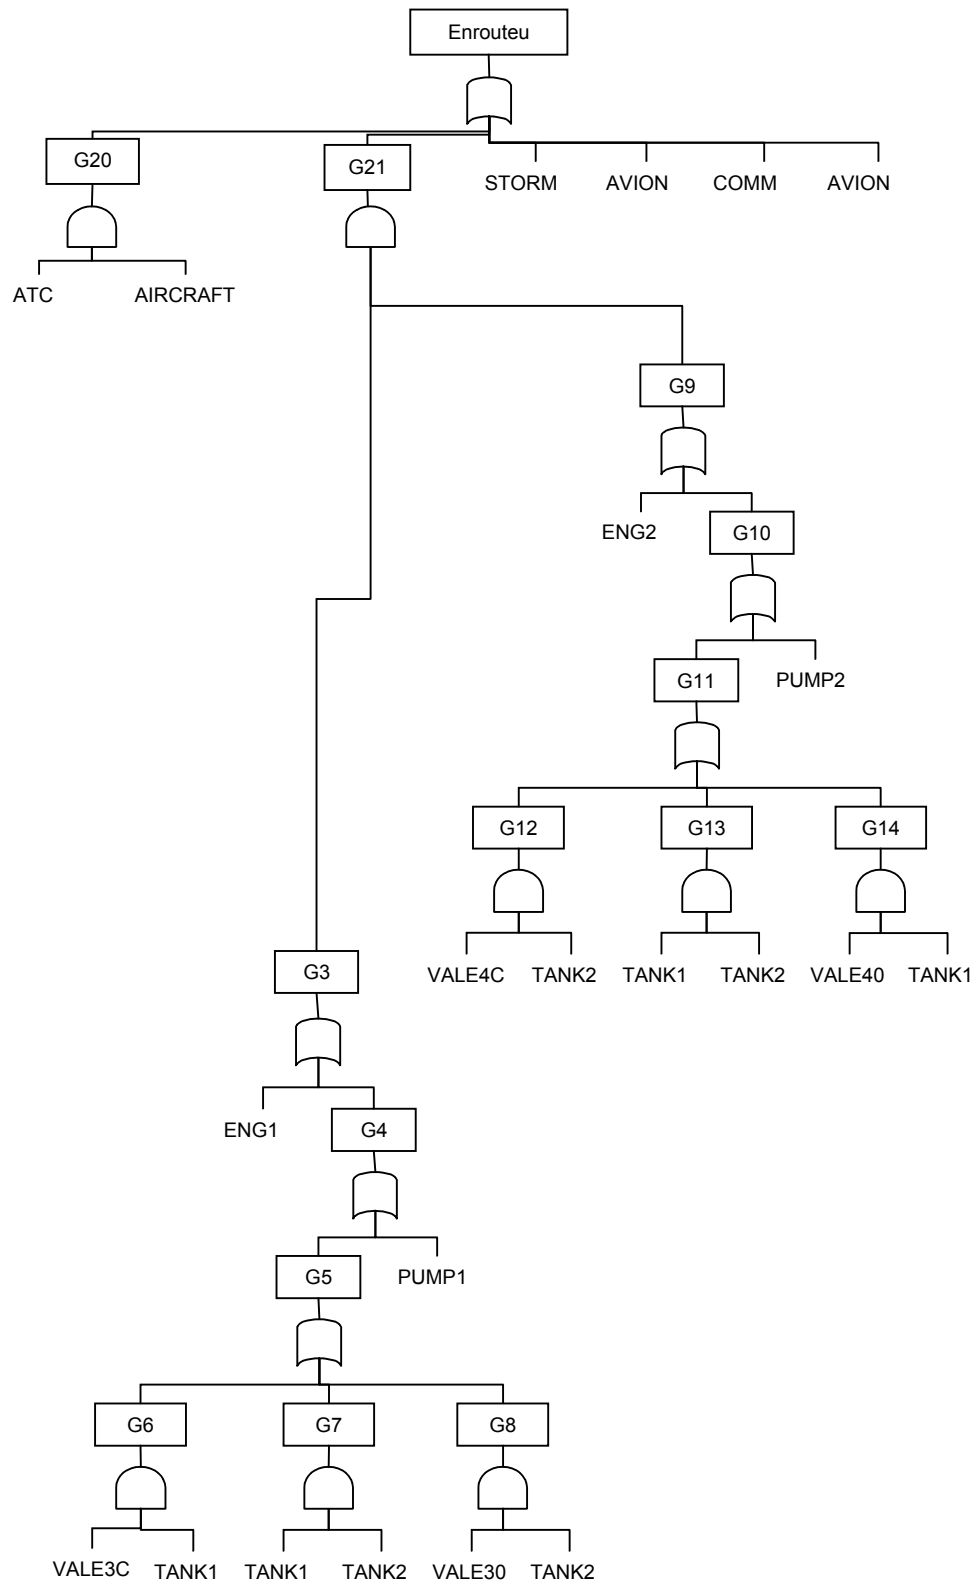 Enrouteu
G20
G21
STORM AVION COMM AVION
ATC AIRCRAFT
G9
ENG2 G10
G11 PUMP2
G12 G13 G14
VALE4C TANK2 TANK1 TANK2 VALE40 TANK1
G3
ENG1 G4
G5 PUMP1
G6 G7 G8
VALE3C TANK1 TANK1 TANK2 VALE30 TANK2